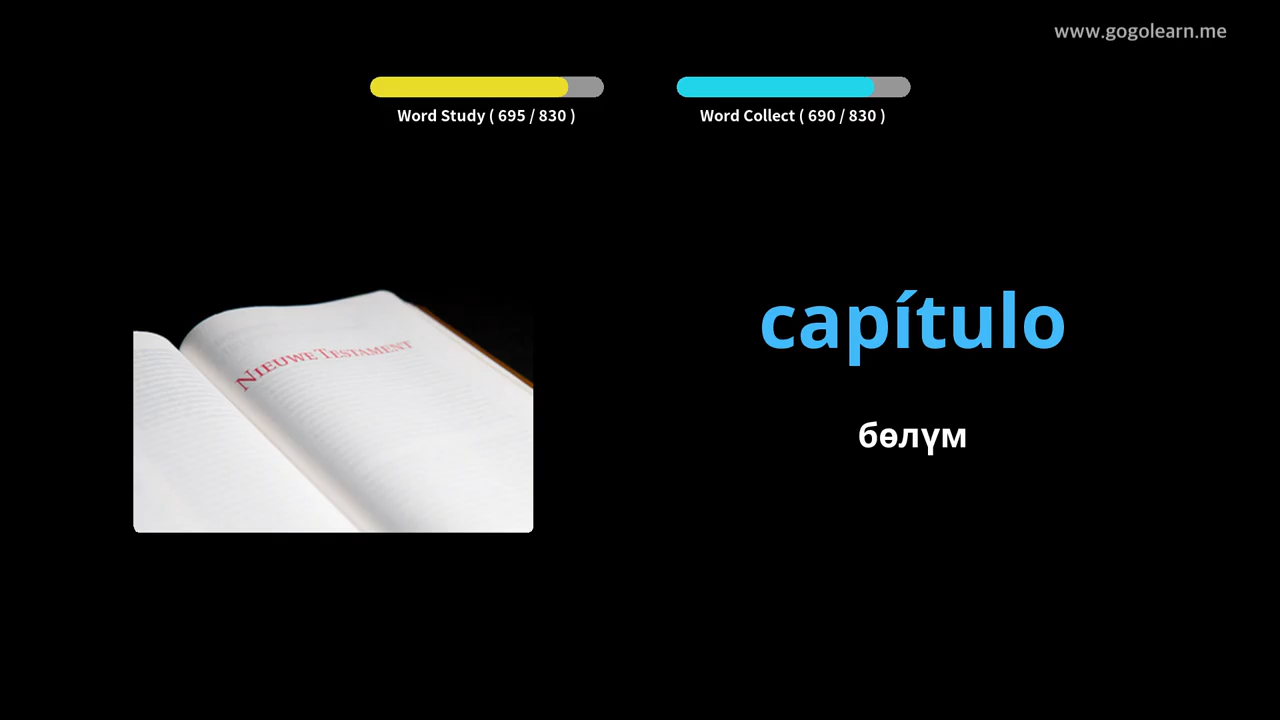 www.gogolearn.me
Word Study ( 695 / 830 )
Word Collect ( 690 / 830 )
NIEUWE TESTAMENT
capítulo
бөлүм